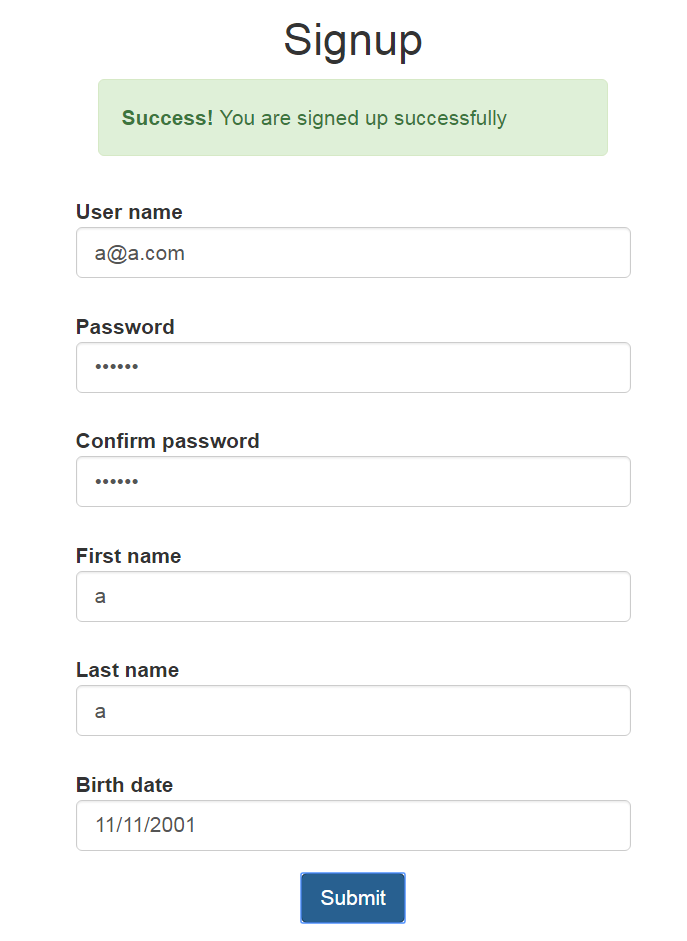 Signup
Success! You are signed up successfully
User name
a@a.com
Password
••••••
Confirm password
••••••
First name
a
Last name
a
Birth date
11/11/2001
Submit